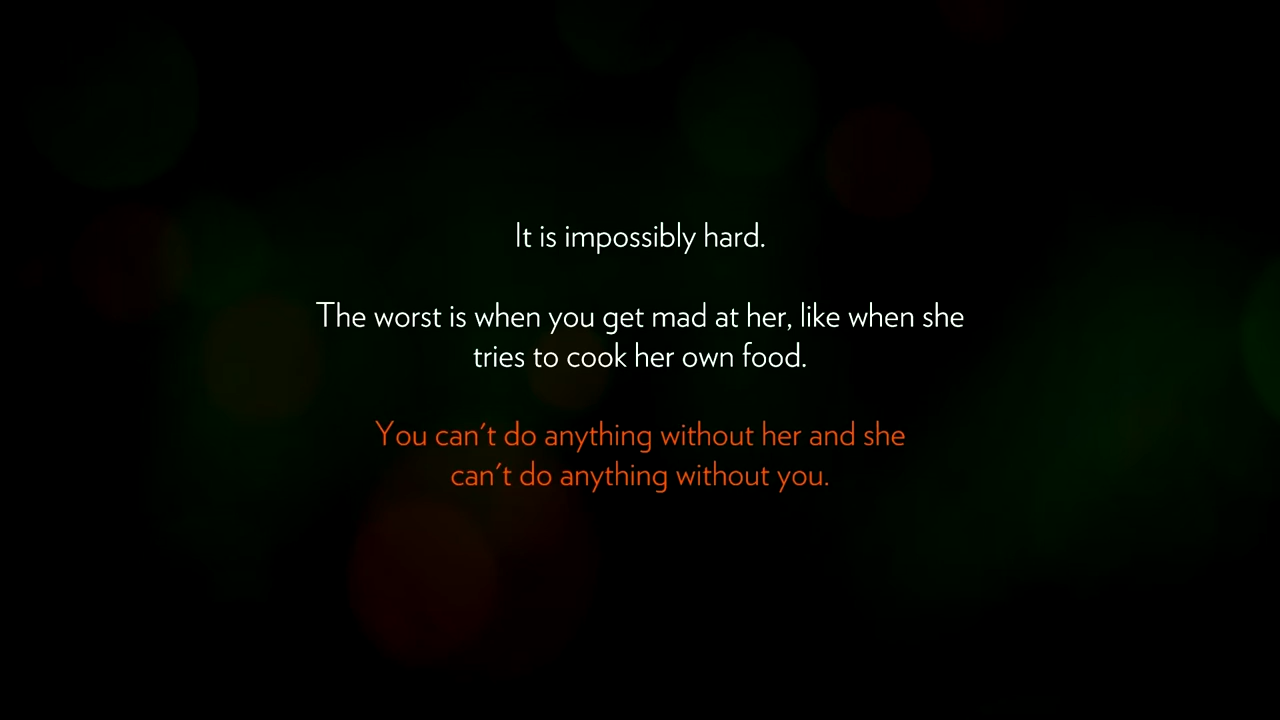 It is impossibly hard.
The worst is when you get mad at her, like when she
tries to cook her own food.
You can't do anything without her and she
can't do anything without you.